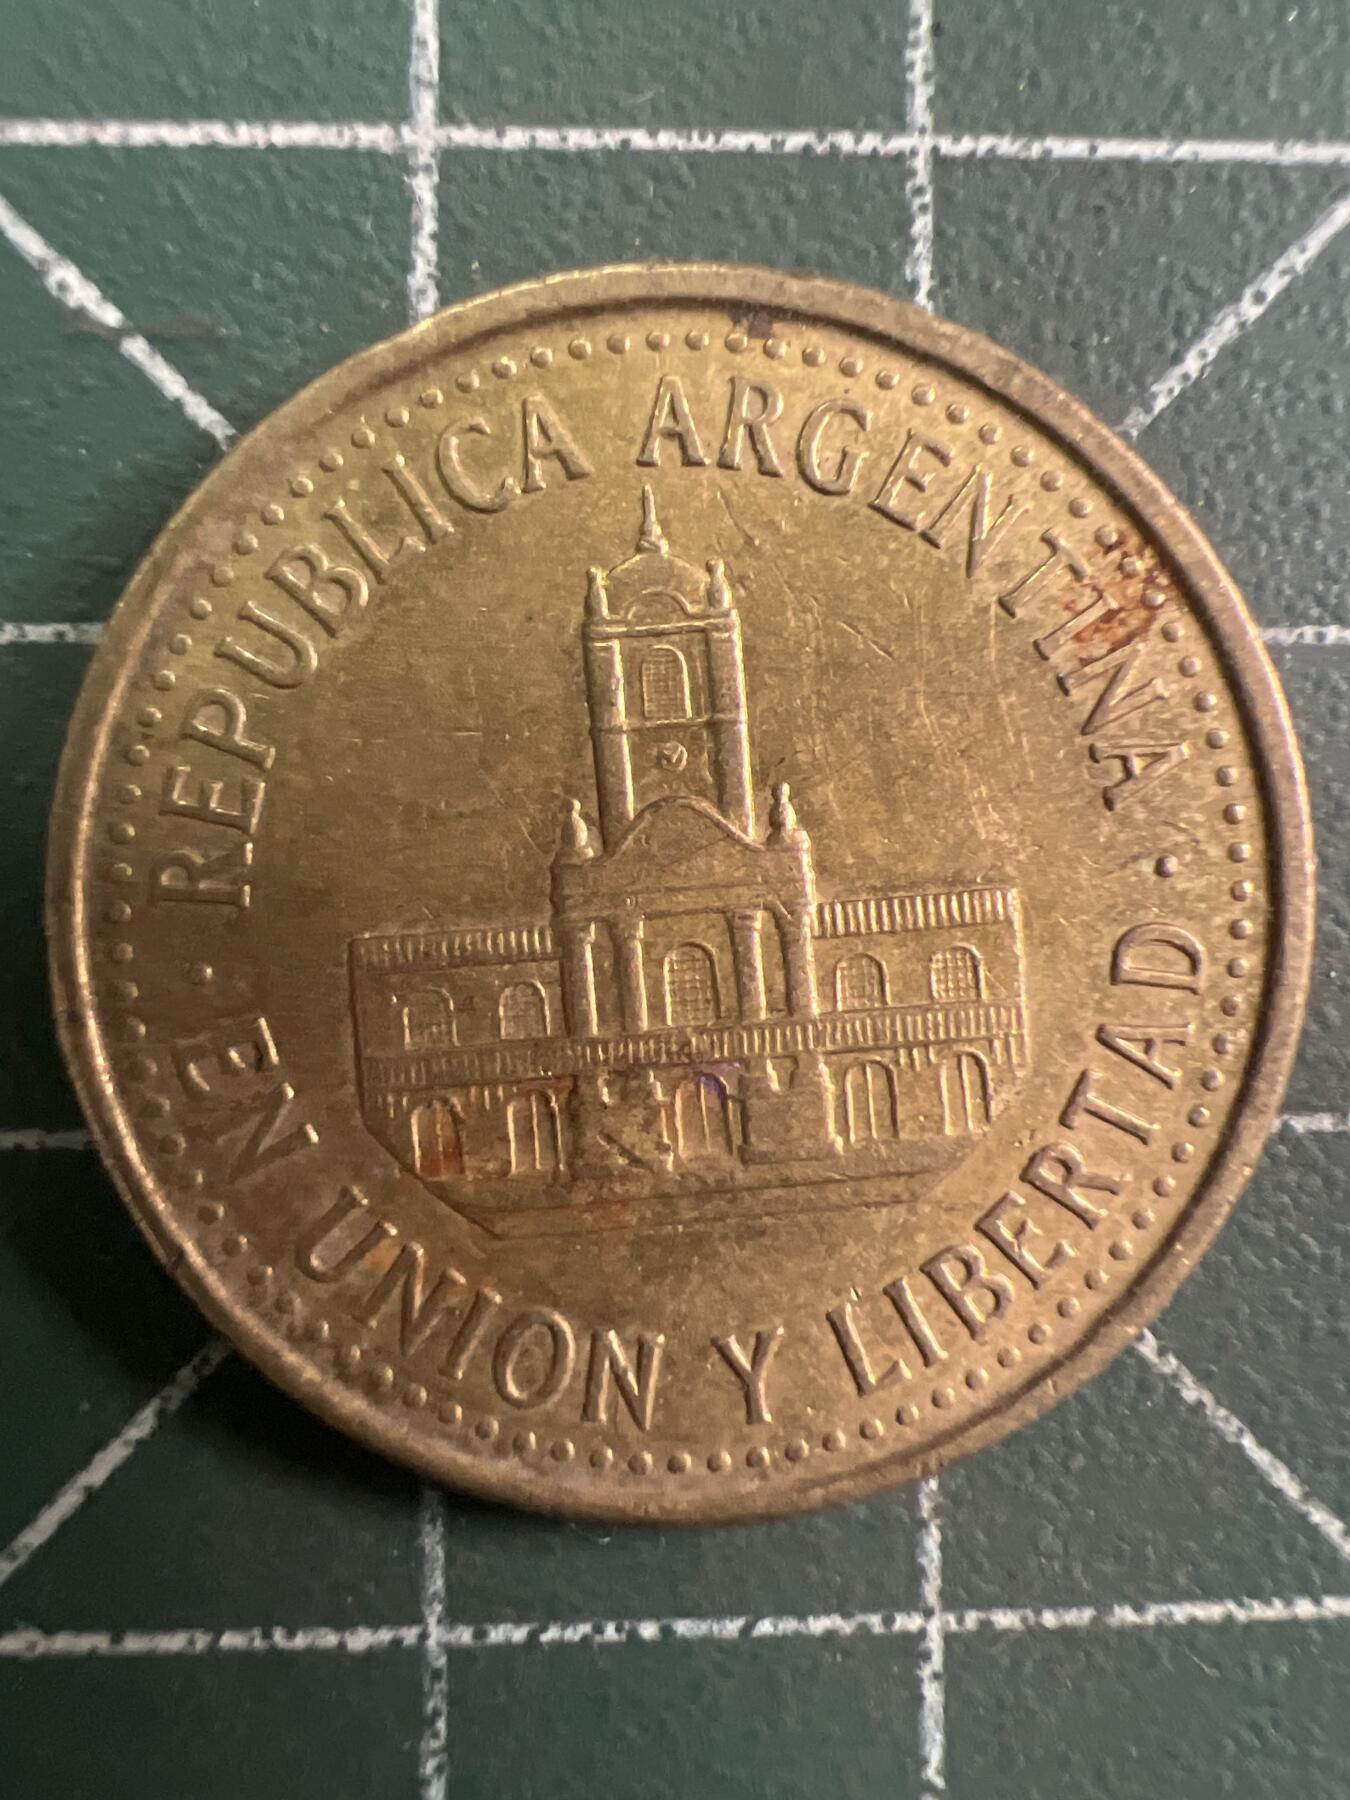 REPUBLICA ARGENTINA
· EN UNION Y LIBERTAD ·